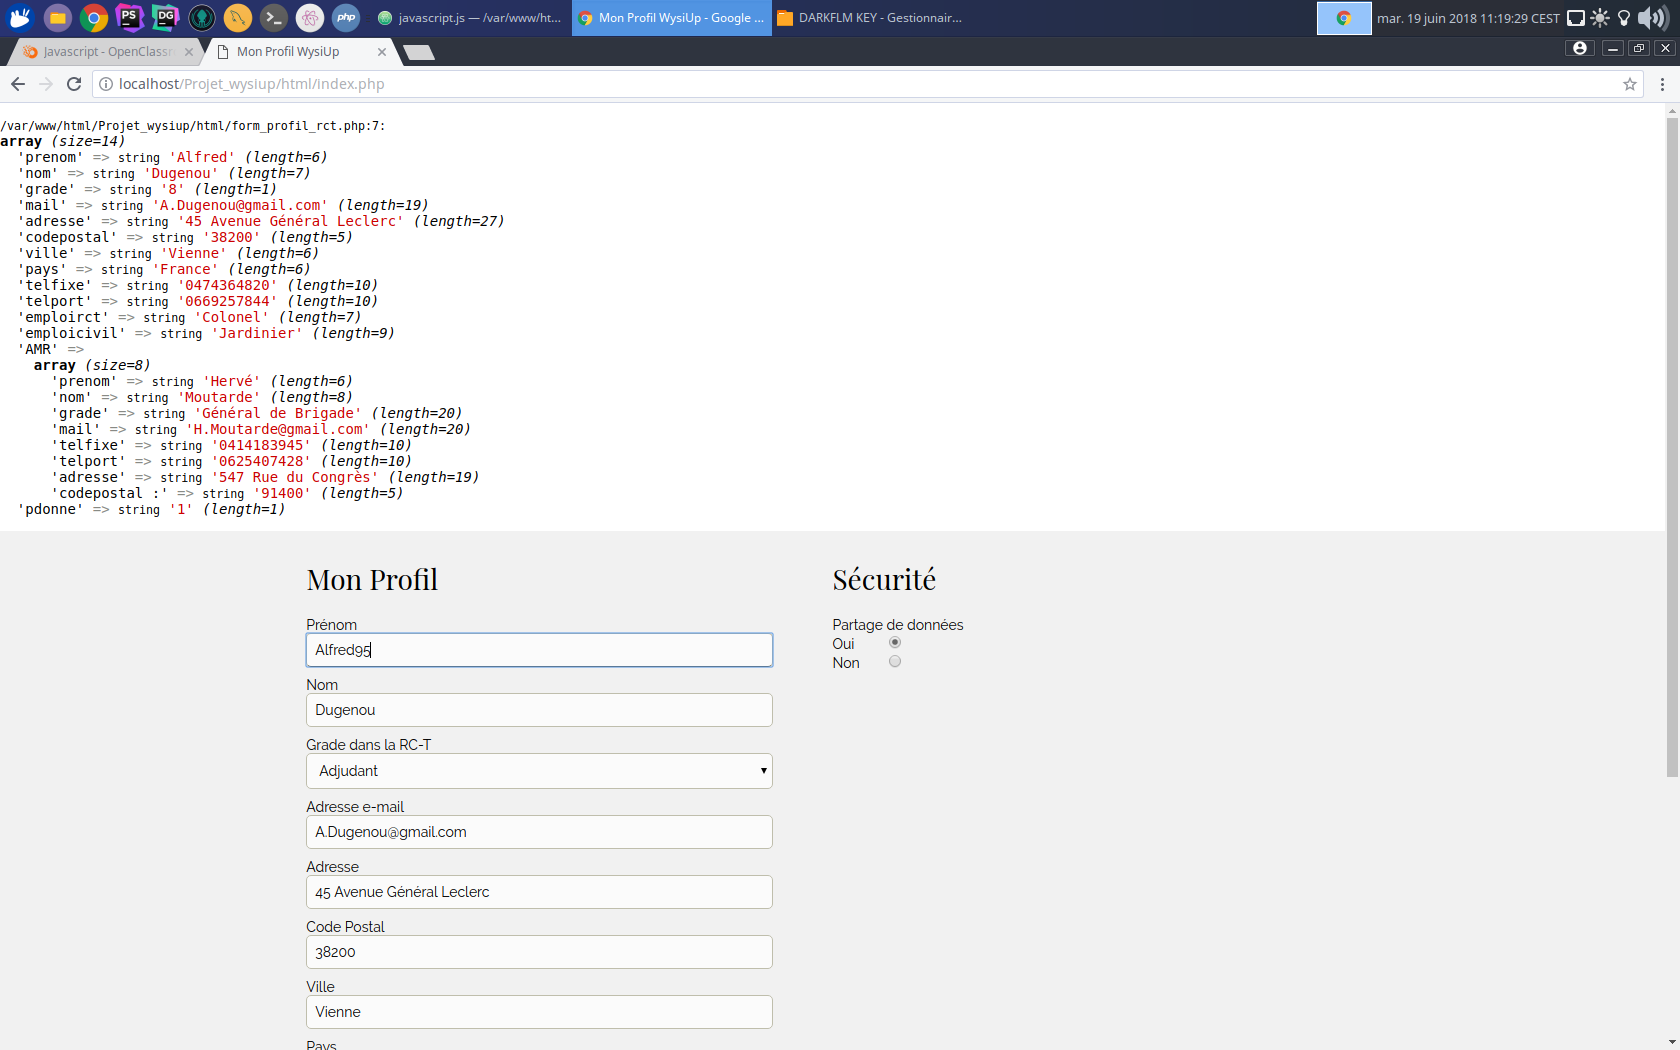 PS
DG
php
javascript.js — /var/www/ht...
Mon Profil WysiUp - Google ...
DARKFLM KEY - Gestionnair...
mar. 19 juin 2018 11:19:29 CEST
Javascript - OpenClassr
Mon Profil WysiUp
localhost/Projet_wysiup/html/index.php
/var/www/html/Projet_wysiup/html/form_profil_rct.php:7:
array (size=14)
'prenom' => string 'Alfred' (length=6)
'nom' => string 'Dugenou' (length=7)
'grade' => string '8' (length=1)
'mail' => string 'A.Dugenou@gmail.com' (length=19)
'adresse' => string '45 Avenue Général Leclerc' (length=27)
'codepostal' => string '38200' (length=5)
'ville' => string 'Vienne' (length=6)
'pays' => string 'France' (length=6)
'telfixe' => string '0474364820' (length=10)
'telport' => string '0669257844' (length=10)
'emploirct' => string 'Colonel' (length=7)
'emploicivil' => string 'Jardinier' (length=9)
'AMR' =>
array (size=8)
'prenom' => string 'Hervé' (length=6)
'nom' => string 'Moutarde' (length=8)
'grade' => string 'Général de Brigade' (length=20)
'mail' => string 'H.Moutarde@gmail.com' (length=20)
'telfixe' => string '0414183945' (length=10)
'telport' => string '0625407428' (length=10)
'adresse' => string '547 Rue du Congrès' (length=19)
'codepostal :' => string '91400' (length=5)
'pdonne' => string '1' (length=1)
Mon Profil
Prénom
Alfred95
Nom
Dugenou
Grade dans la RC-T
Adjudant
Adresse e-mail
A.Dugenou@gmail.com
Adresse
45 Avenue Général Leclerc
Code Postal
38200
Ville
Vienne
Pays
Sécurité
Partage de données
Oui
Non